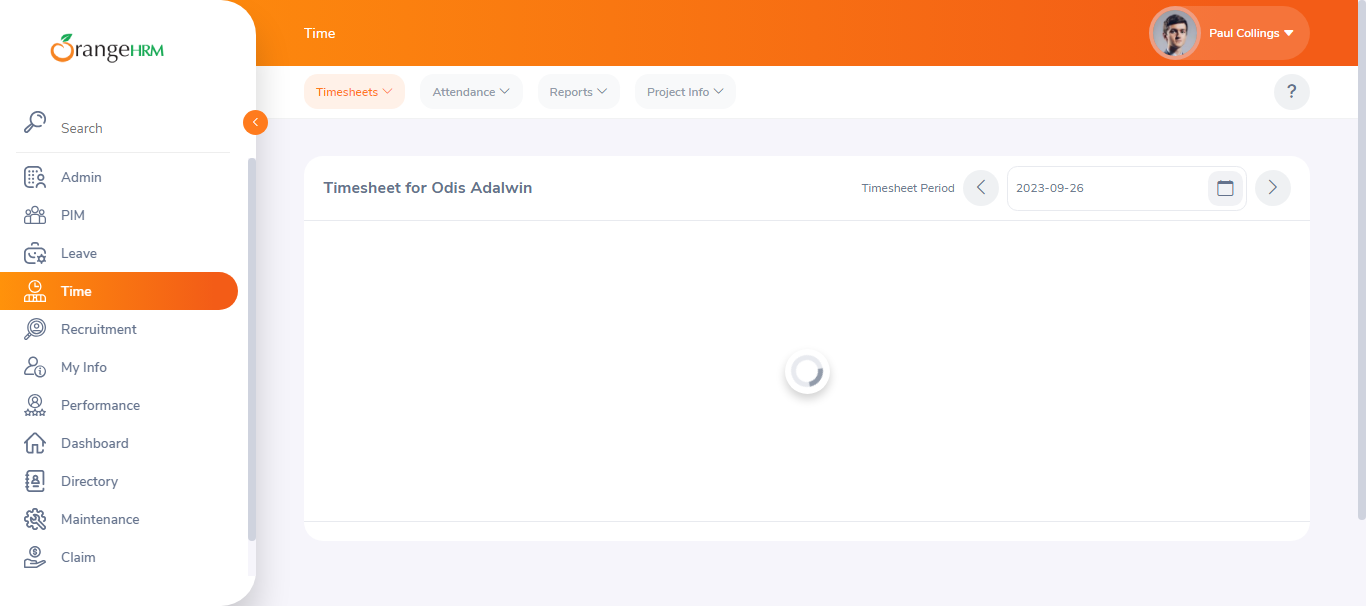 OrangeHRM
Search
Admin
PIM
Leave
Time
Recruitment
My Info
Performance
Dashboard
Directory
Maintenance
Claim
Time
Paul Collings
Timesheets
Attendance
Reports
Project Info
?
Timesheet for Odis Adalwin
Timesheet Period
2023-09-26